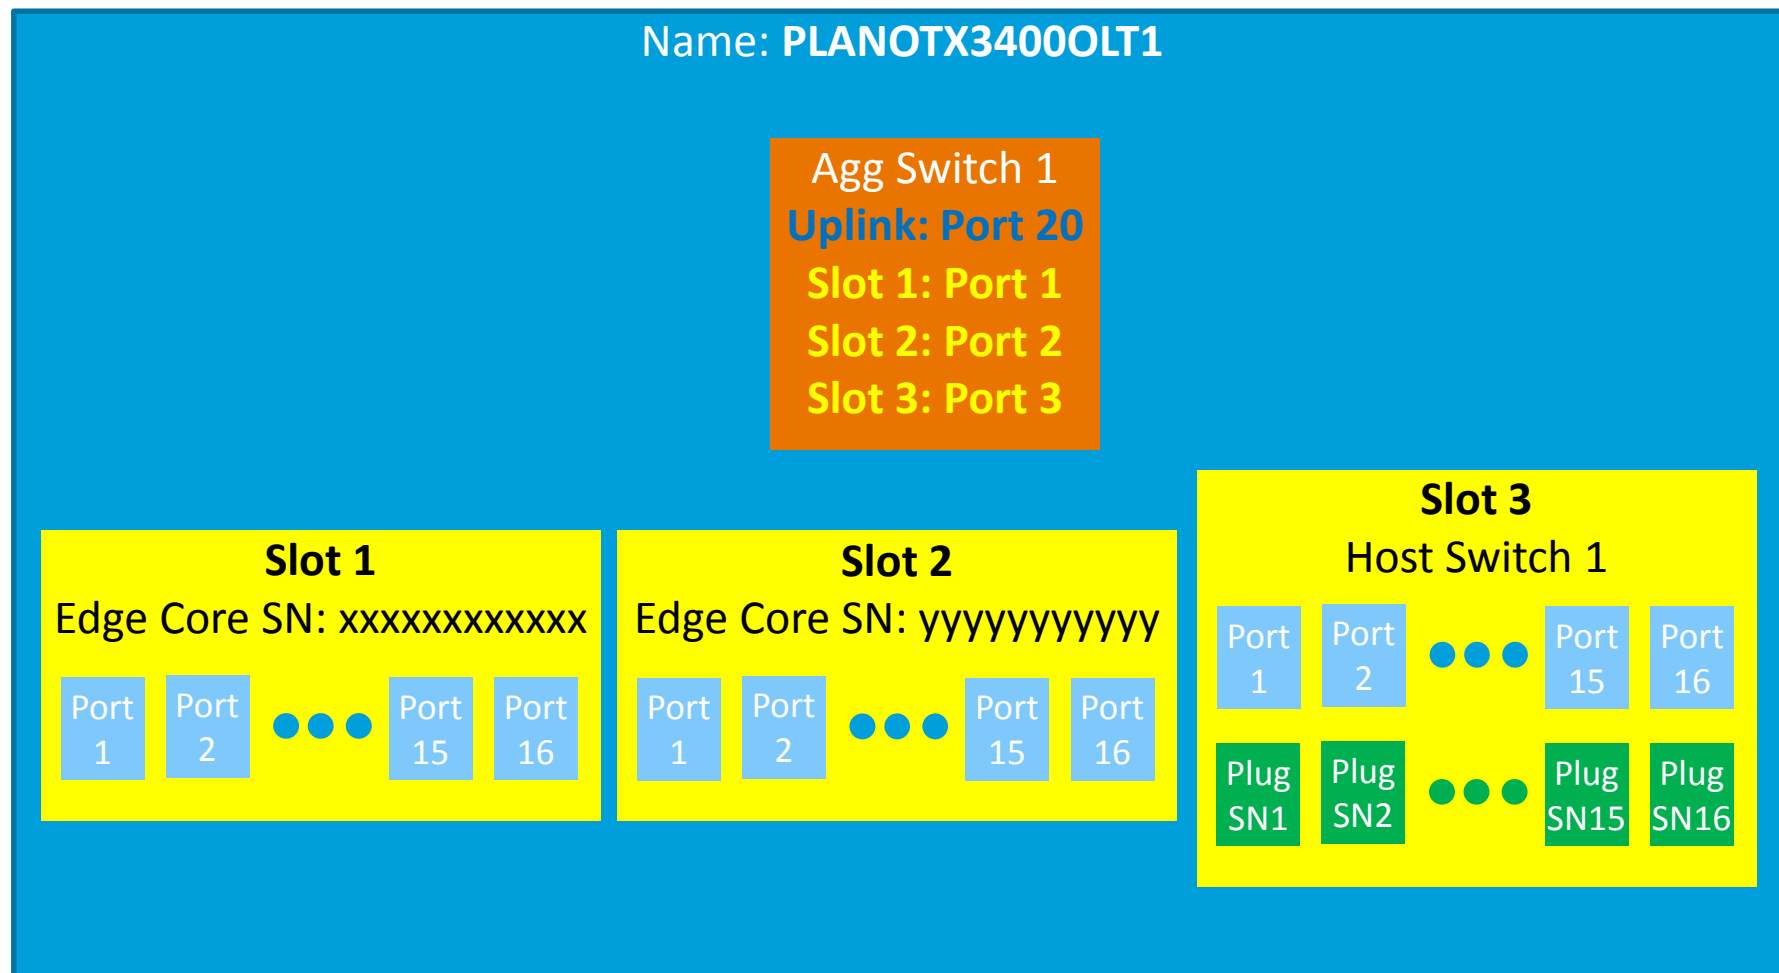 Name: PLANOTX3400OLT1
Agg Switch 1
Uplink: Port 20
Slot 1: Port 1
Slot 2: Port 2
Slot 3: Port 3
Slot 1
Edge Core SN: xxxxxxxxxxxx
Port 1
Port 2
Port 15
Port 16
Slot 2
Edge Core SN: yyyyyyyyyyy
Port 1
Port 2
Port 15
Port 16
Slot 3
Host Switch 1
Port 1
Port 2
Port 15
Port 16
Plug SN1
Plug SN2
Plug SN15
Plug SN16